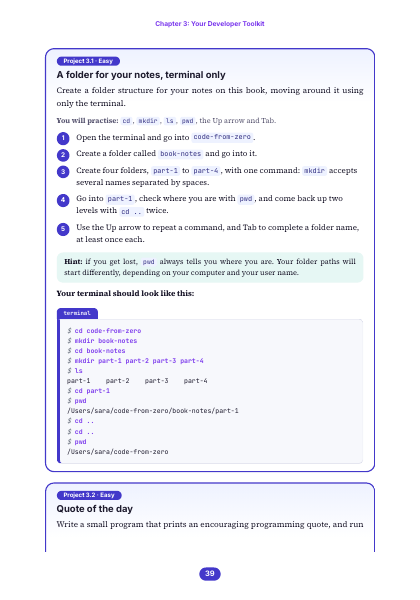 Chapter 3: Your Developer Toolkit
Project 3.1 · Easy
A folder for your notes, terminal only
Create a folder structure for your notes on this book, moving around it using
only the terminal.
You will practise: cd, mkdir, ls, pwd, the Up arrow and Tab.
1 Open the terminal and go into code-from-zero.
2 Create a folder called book-notes and go into it.
3 Create four folders, part-1 to part-4, with one command: mkdir accepts
several names separated by spaces.
4 Go into part-1, check where you are with pwd, and come back up two
levels with cd .. twice.
5 Use the Up arrow to repeat a command, and Tab to complete a folder name,
at least once each.
Hint: if you get lost, pwd always tells you where you are. Your folder paths will
start differently, depending on your computer and your user name.
Your terminal should look like this:
terminal
$ cd code-from-zero
$ mkdir book-notes
$ cd book-notes
$ mkdir part-1 part-2 part-3 part-4
$ ls
part-1    part-2    part-3    part-4
$ cd part-1
$ pwd
/Users/sara/code-from-zero/book-notes/part-1
$ cd ..
$ cd ..
$ pwd
/Users/sara/code-from-zero
Project 3.2 · Easy
Quote of the day
Write a small program that prints an encouraging programming quote, and run
39